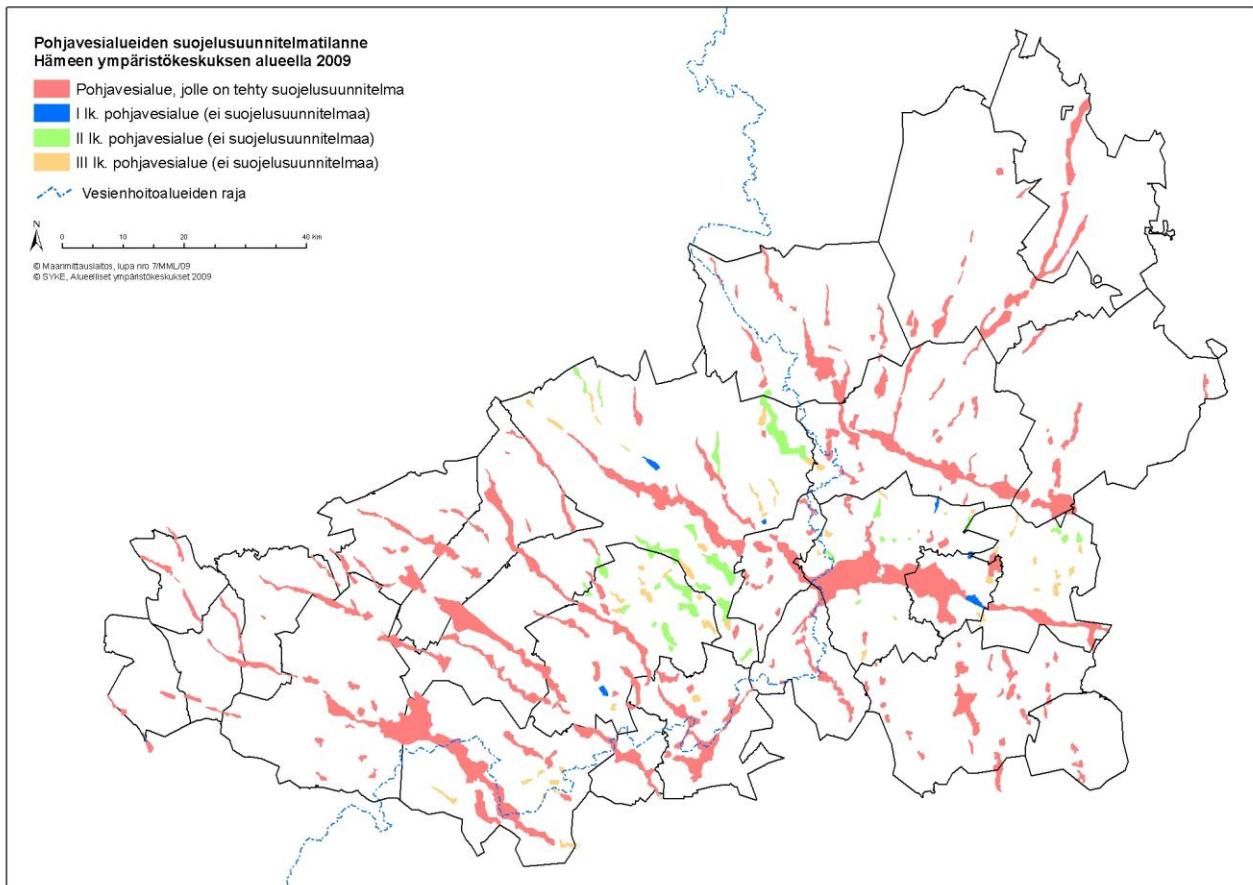 Pohjavesialueiden suojelusuunnitelmatilanne
Hämeen ympäristökeskuksen alueella 2009
Pohjavesialue, jolle on tehty suojelusuunnitelma
I lk. pohjavesialue (ei suojelusuunnitelmaa)
II lk. pohjavesialue (ei suojelusuunnitelmaa)
III lk. pohjavesialue (ei suojelusuunnitelmaa)
Vesienhoitoalueiden raja
N
0 10 20 40 Km
© Maanmittauslaitos, lupa nro 7/MML/09
© SYKE, Alueelliset ympäristökeskukset 2009